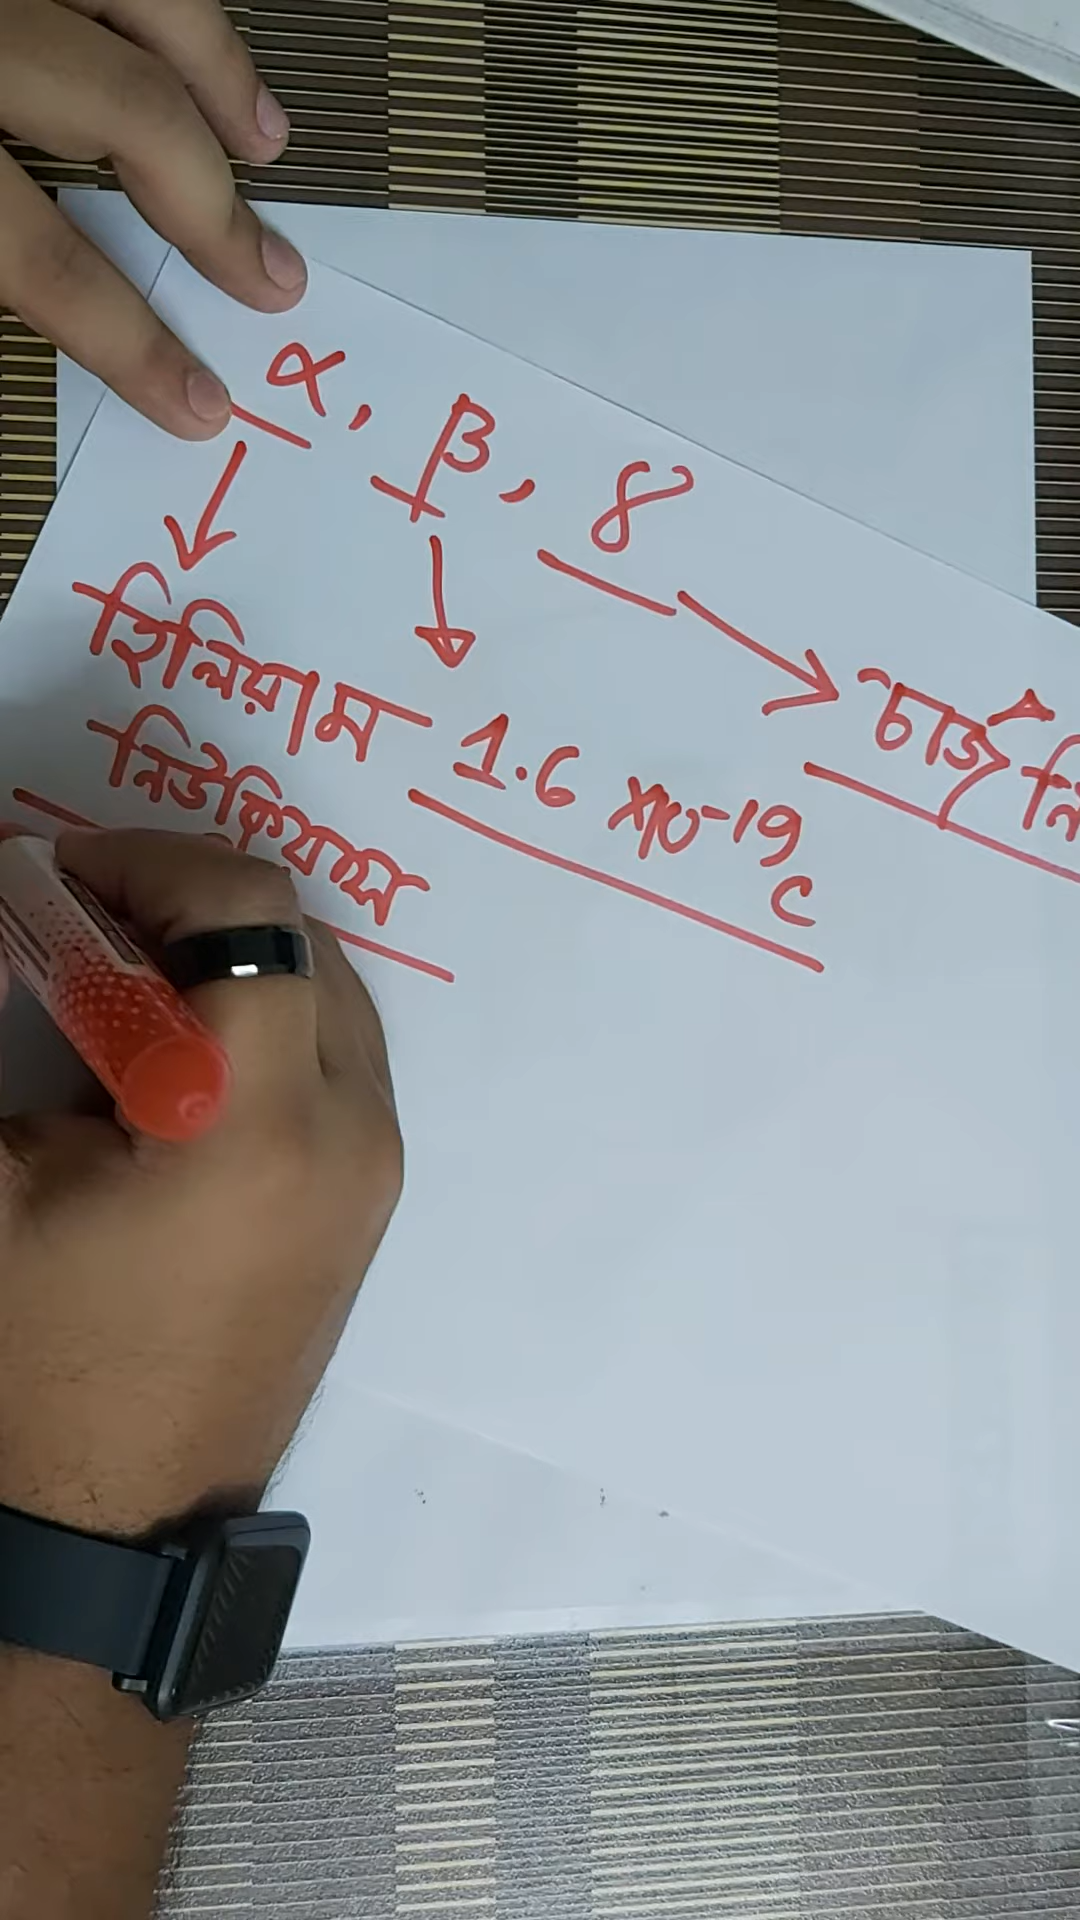 α, β, γ
হিলিয়াম
নিউক্লিয়াস
1.6 ×10⁻¹⁹
C
চার্জ